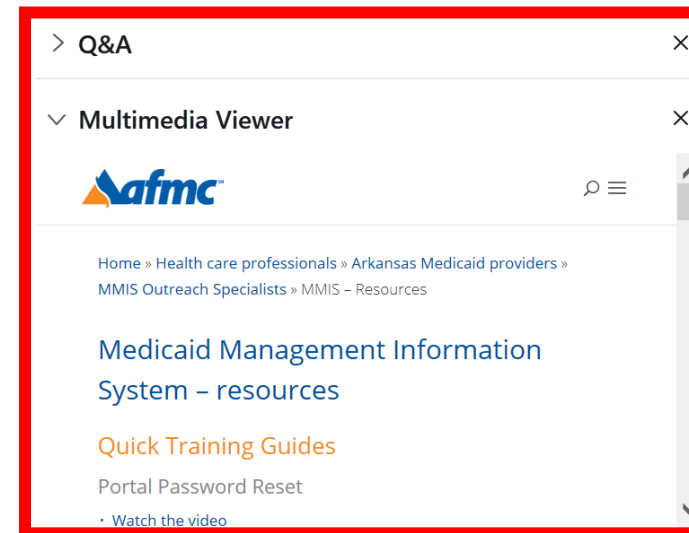 Q&A
Multimedia Viewer
afmc SM
Home » Health care professionals » Arkansas Medicaid providers »
MMIS Outreach Specialists » MMIS – Resources
Medicaid Management Information
System – resources
Quick Training Guides
Portal Password Reset
• Watch the video